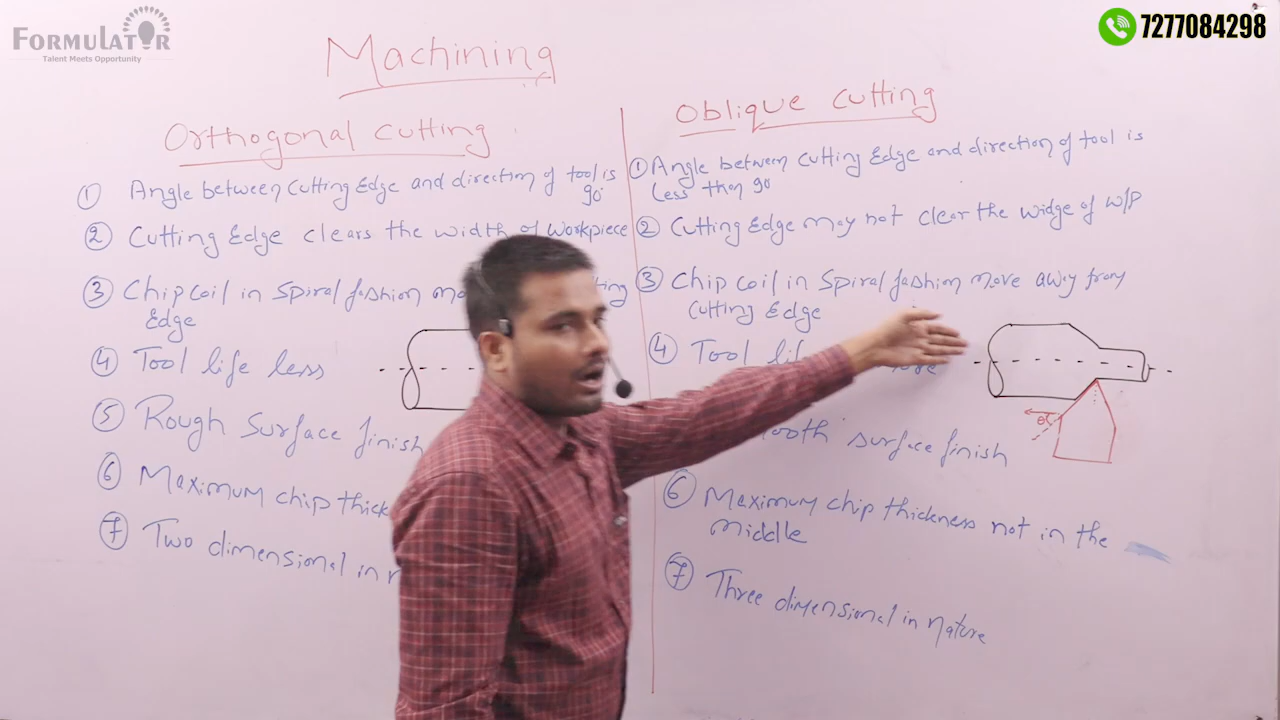 FORMULATOR
Talent Meets Opportunity
7277084298
Machining
Orthogonal cutting
① Angle between cutting Edge and direction of tool is
90°
② Cutting Edge clears the width of workpiece
③ Chip coil in spiral fashion
Edge
④ Tool life less
⑤ Rough surface finish
⑥ Maximum chip
⑦ Two dimensional in
Oblique cutting
① Angle between cutting Edge and direction of tool is
less then 90
② Cutting Edge may not clear the widge of W/P
③ Chip coil in spiral fashion move away from
cutting Edge
④ Tool
surface finish
⑥ Maximum chip thickness not in the
middle
⑦ Three dimensional in nature